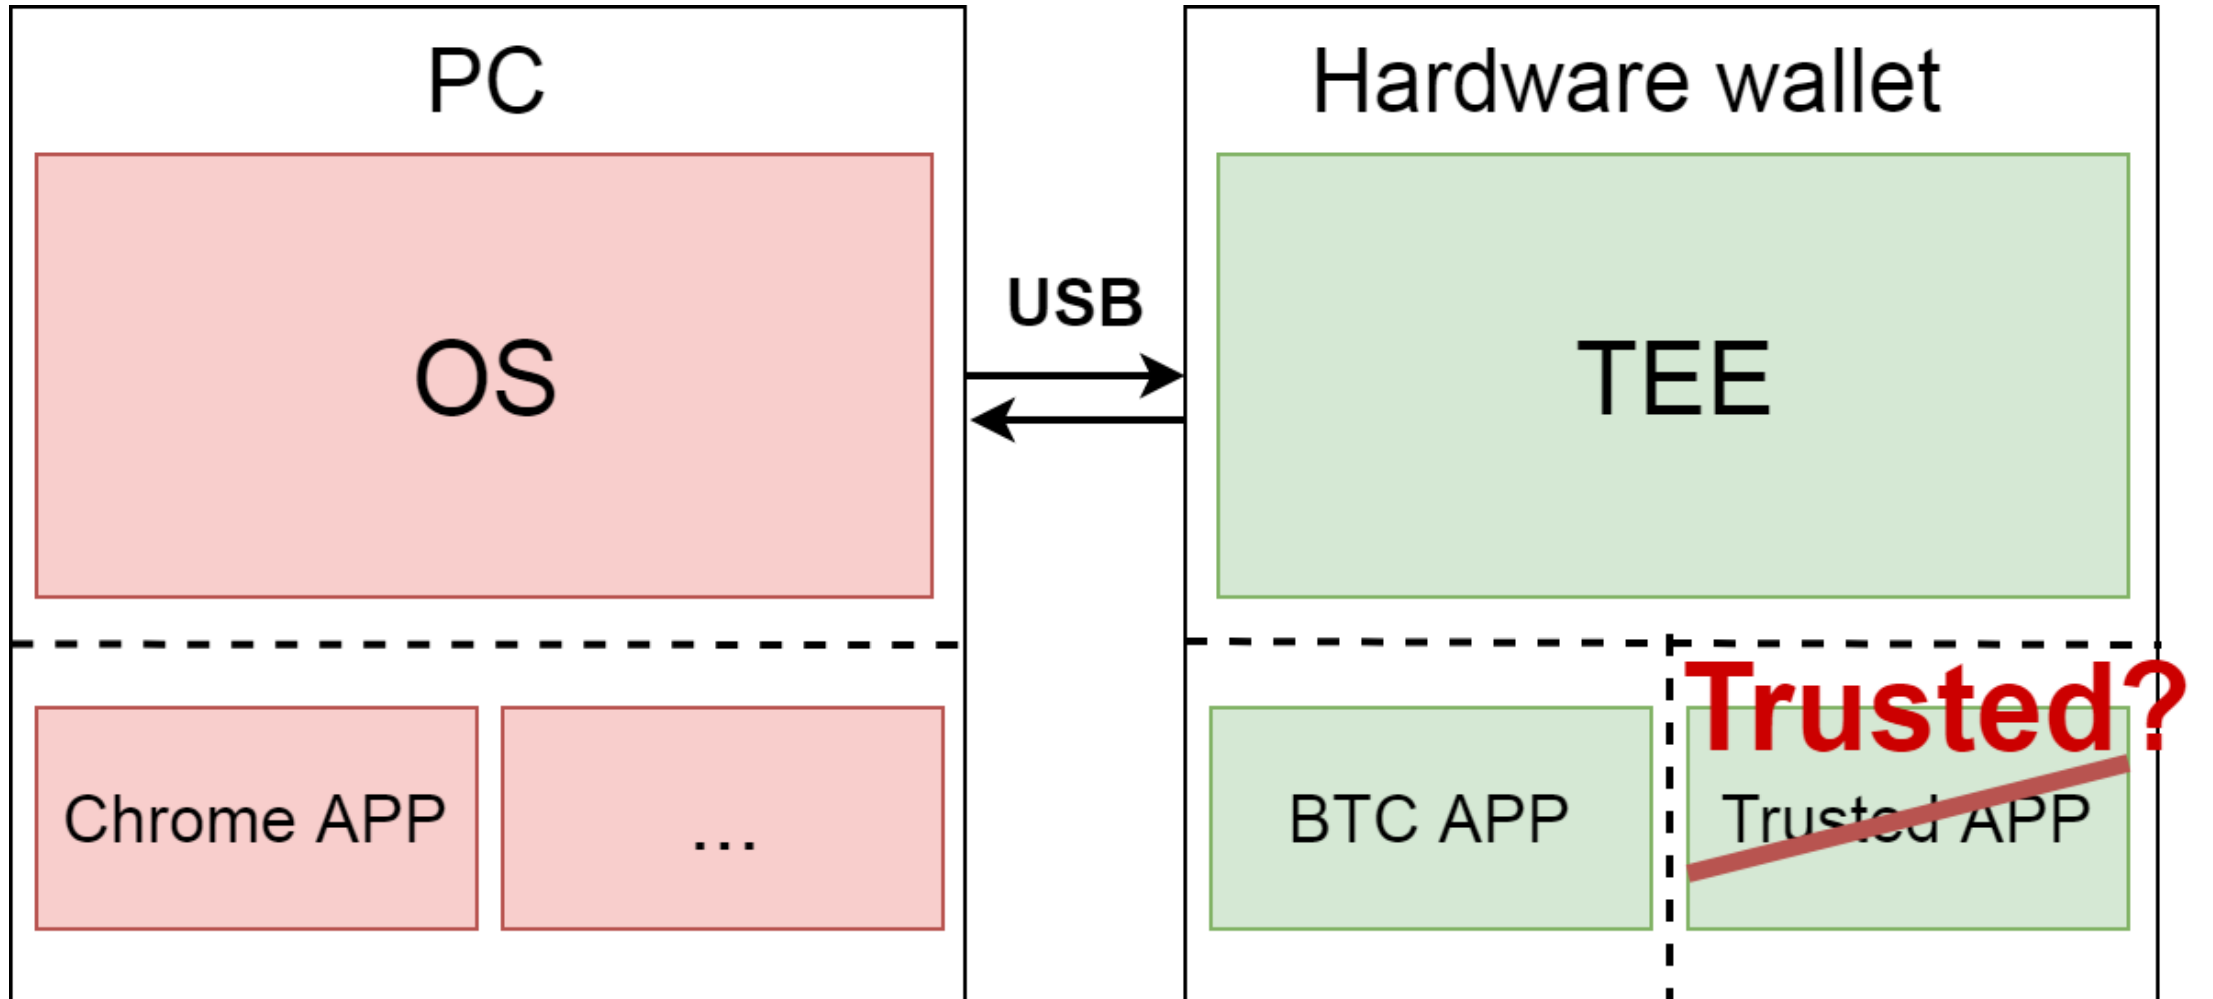 PC
OS
Chrome APP
...
USB
Hardware wallet
TEE
BTC APP
Trusted?
Trusted APP